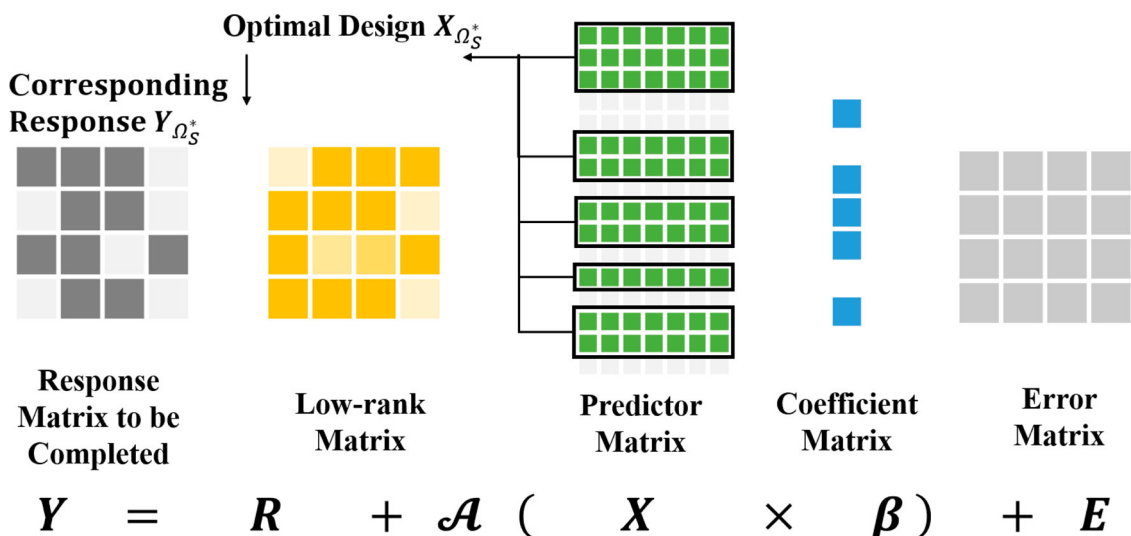 Optimal Design X_{Ω_S^*}
Corresponding
Response Y_{Ω_S^*}
Response
Matrix to be
Completed
Low-rank
Matrix
Predictor
Matrix
Coefficient
Matrix
Error
Matrix
Y = R + 𝒜 ( X × β ) + E